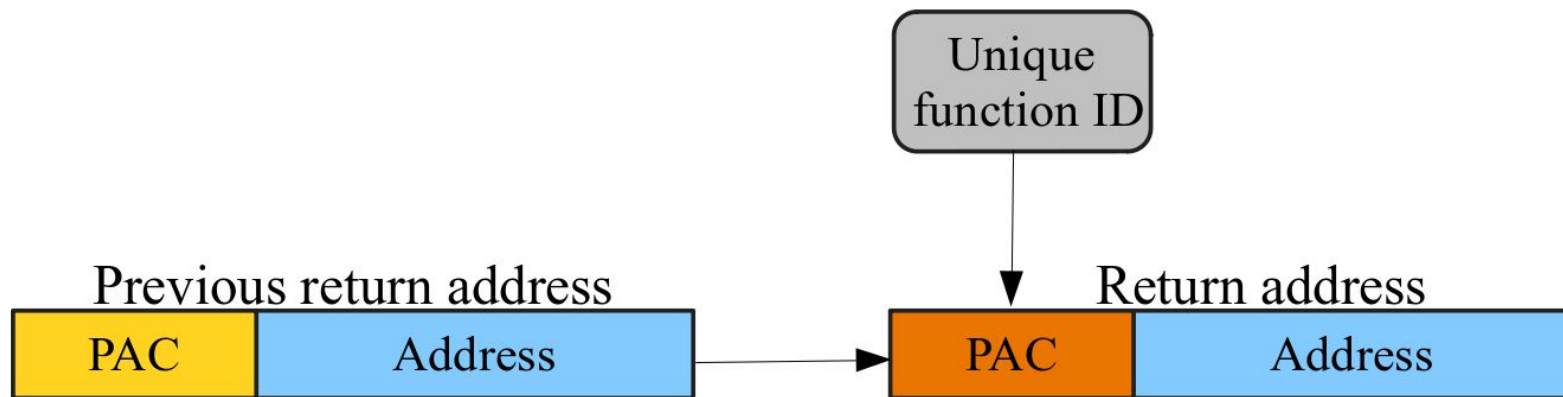 Unique
function ID
Previous return address
Return address
PAC
Address
PAC
Address